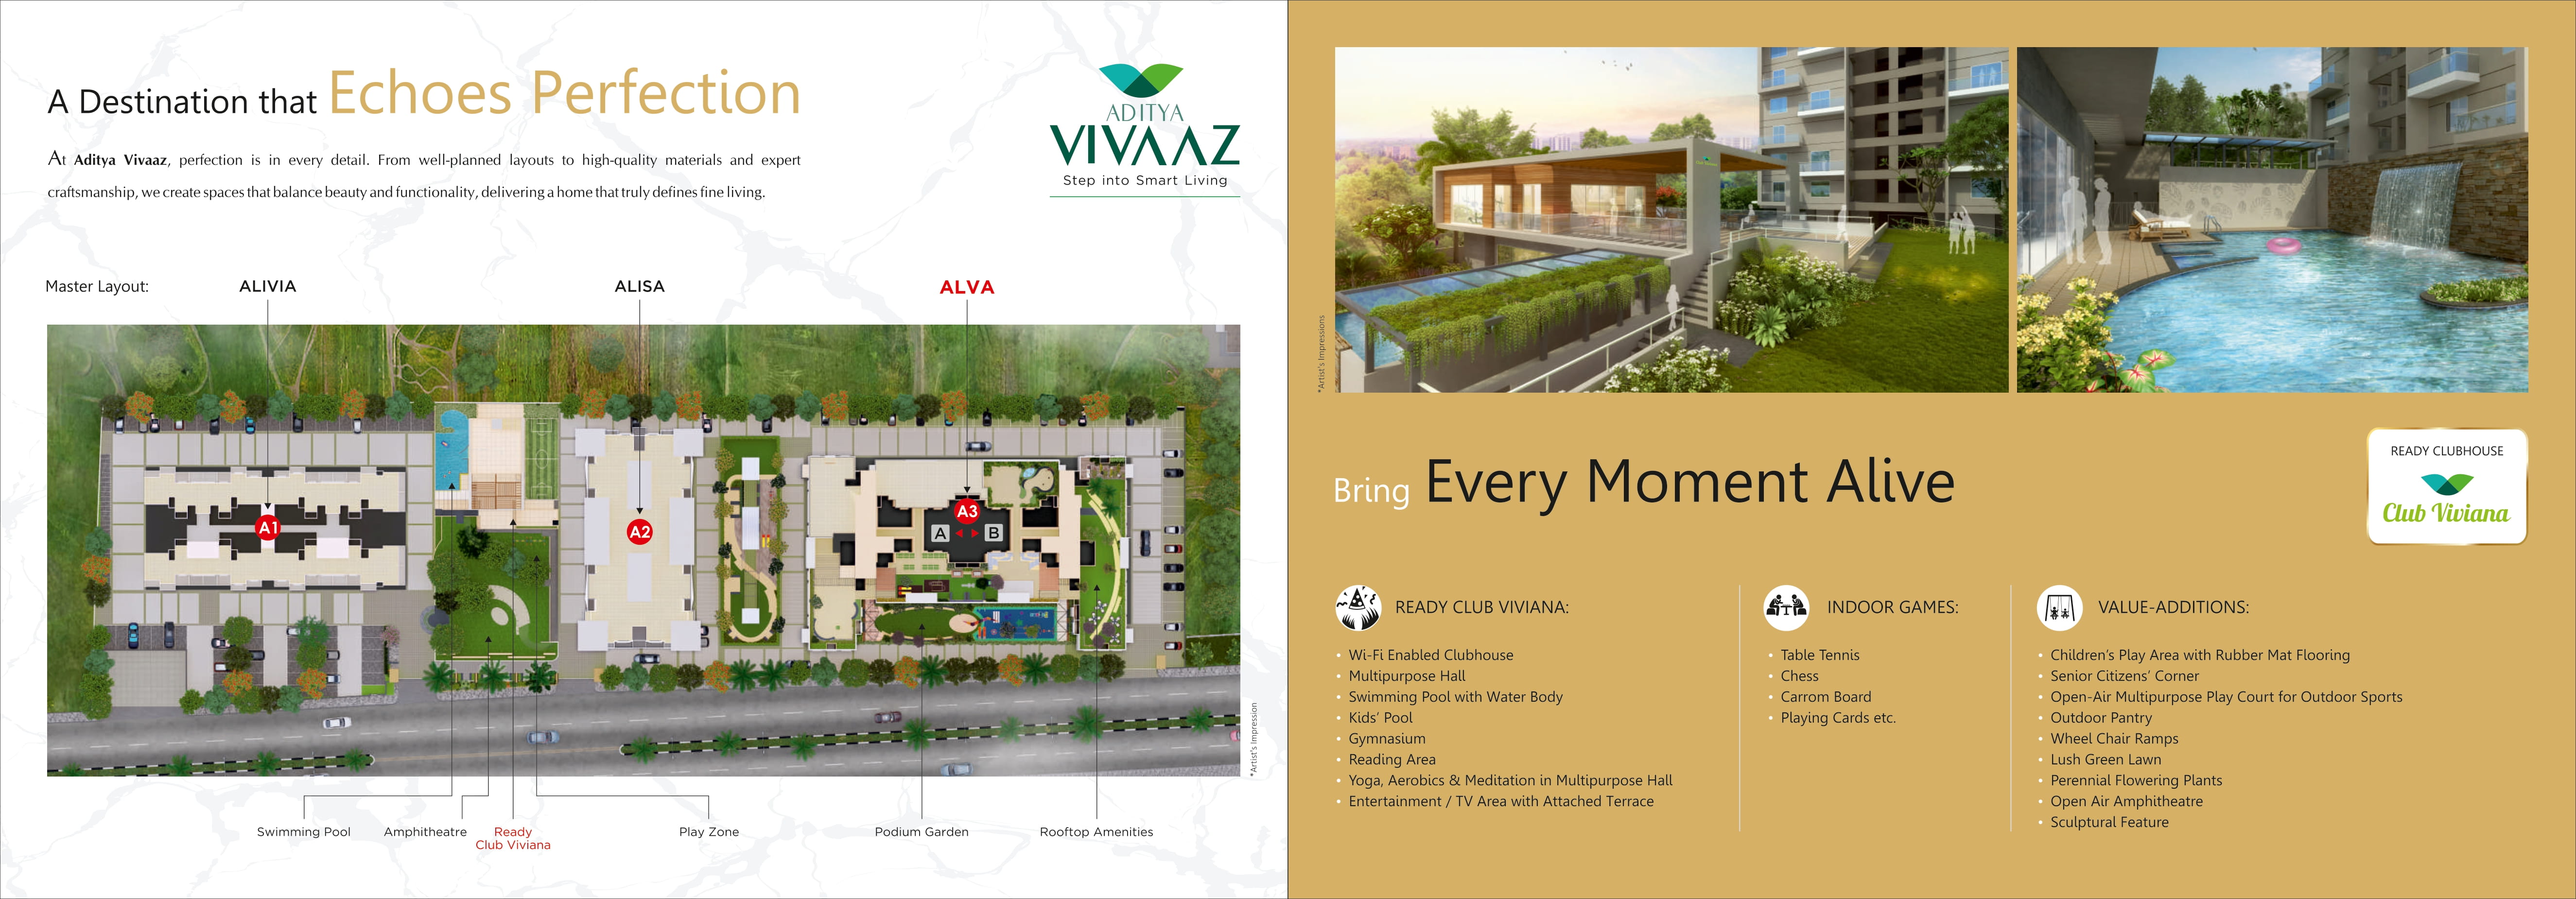 A Destination that Echoes Perfection
At Aditya Vivaaz, perfection is in every detail. From well-planned layouts to high-quality materials and expert
craftsmanship, we create spaces that balance beauty and functionality, delivering a home that truly defines fine living.
ADITYA
VIVAAZ
Step into Smart Living
Master Layout:
ALIVIA
ALISA
ALVA
A1
A2
A3
A
B
*Artist's Impression
Swimming Pool
Amphitheatre
Ready
Club Viviana
Play Zone
Podium Garden
Rooftop Amenities
*Artist's Impressions
Bring Every Moment Alive
READY CLUBHOUSE
Club Viviana
READY CLUB VIVIANA:
• Wi-Fi Enabled Clubhouse
• Multipurpose Hall
• Swimming Pool with Water Body
• Kids' Pool
• Gymnasium
• Reading Area
• Yoga, Aerobics & Meditation in Multipurpose Hall
• Entertainment / TV Area with Attached Terrace
INDOOR GAMES:
• Table Tennis
• Chess
• Carrom Board
• Playing Cards etc.
VALUE-ADDITIONS:
• Children's Play Area with Rubber Mat Flooring
• Senior Citizens' Corner
• Open-Air Multipurpose Play Court for Outdoor Sports
• Outdoor Pantry
• Wheel Chair Ramps
• Lush Green Lawn
• Perennial Flowering Plants
• Open Air Amphitheatre
• Sculptural Feature